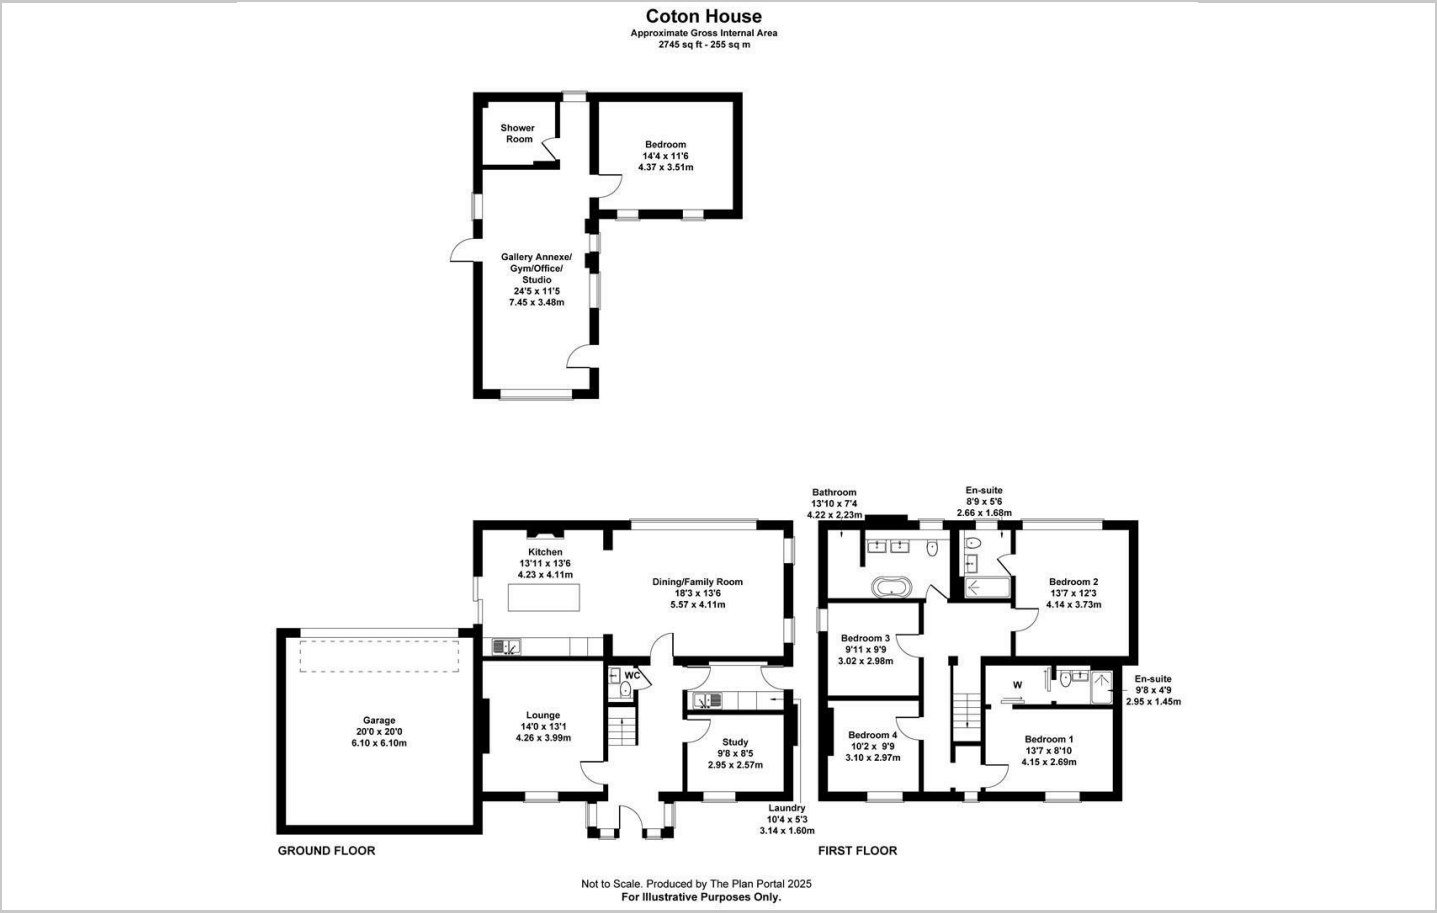 Coton House
Approximate Gross Internal Area
2745 sq ft - 255 sq m
Shower
Room
Bedroom
14'4 x 11'6
4.37 x 3.51m
Gallery Annexe/
Gym/Office/
Studio
24'5 x 11'5
7.45 x 3.48m
Kitchen
13'11 x 13'6
4.23 x 4.11m
Dining/Family Room
18'3 x 13'6
5.57 x 4.11m
WC
Lounge
14'0 x 13'1
4.26 x 3.99m
Garage
20'0 x 20'0
6.10 x 6.10m
Study
9'8 x 8'5
2.95 x 2.57m
Laundry
10'4 x 5'3
3.14 x 1.60m
GROUND FLOOR
Bathroom
13'10 x 7'4
4.22 x 2,23m
En-suite
8'9 x 5'6
2.66 x 1.68m
Bedroom 2
13'7 x 12'3
4.14 x 3.73m
Bedroom 3
9'11 x 9'9
3.02 x 2.98m
W
En-suite
9'8 x 4'9
2.95 x 1.45m
Bedroom 4
10'2 x 9'9
3.10 x 2.97m
Bedroom 1
13'7 x 8'10
4.15 x 2.69m
FIRST FLOOR
Not to Scale. Produced by The Plan Portal 2025
For Illustrative Purposes Only.